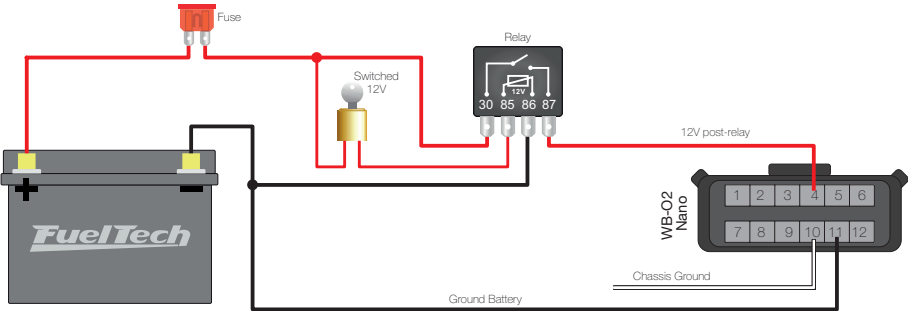 Fuse
Relay
Switched
12V
12V
30 85 86 87
12V post-relay
+
−
FuelTech
WB-O2
Nano
1 2 3 4 5 6
7 8 9 10 11 12
Chassis Ground
Ground Battery